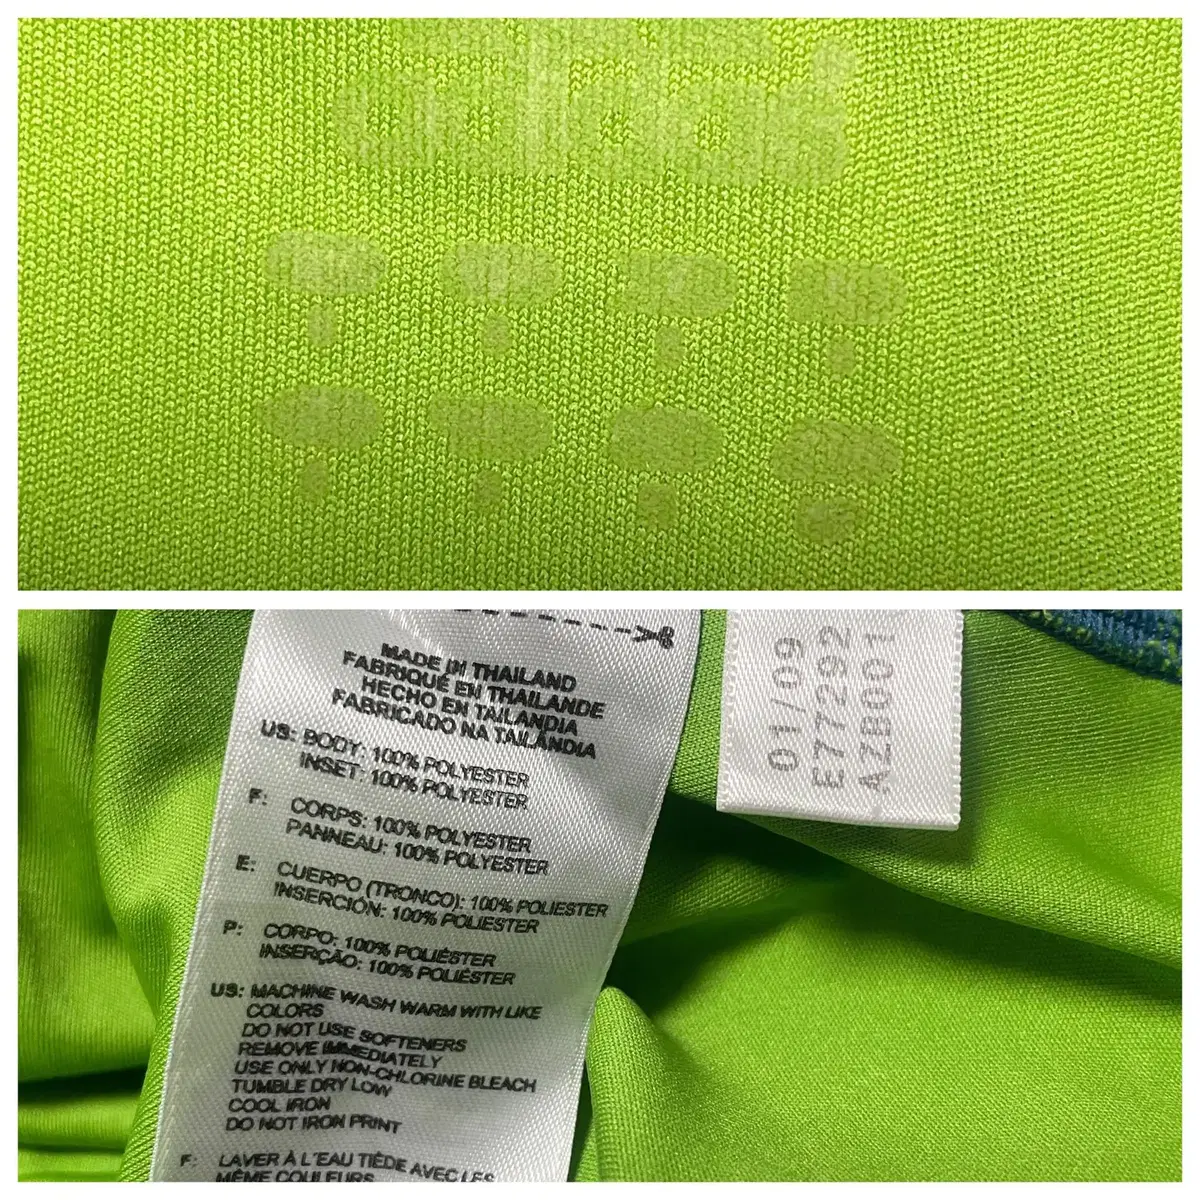 adidas
MADE IN THAILAND
FABRIQUÉ EN THAILANDE
HECHO EN TAILANDIA
FABRICADO NA TAILÂNDIA
US: BODY: 100% POLYESTER
INSET: 100% POLYESTER
F: CORPS: 100% POLYESTER
PANNEAU: 100% POLYESTER
E: CUERPO (TRONCO): 100% POLIESTER
INSERCIÓN: 100% POLIESTER
P: CORPO: 100% POLIÉSTER
INSERÇÃO: 100% POLIÉSTER
US: MACHINE WASH WARM WITH LIKE
COLORS
DO NOT USE SOFTENERS
REMOVE IMMEDIATELY
USE ONLY NON-CHLORINE BLEACH
TUMBLE DRY LOW
COOL IRON
DO NOT IRON PRINT
F: LAVER À L'EAU TIÈDE AVEC LES
MÊME COULEURS
01/09
E77292
AZB001